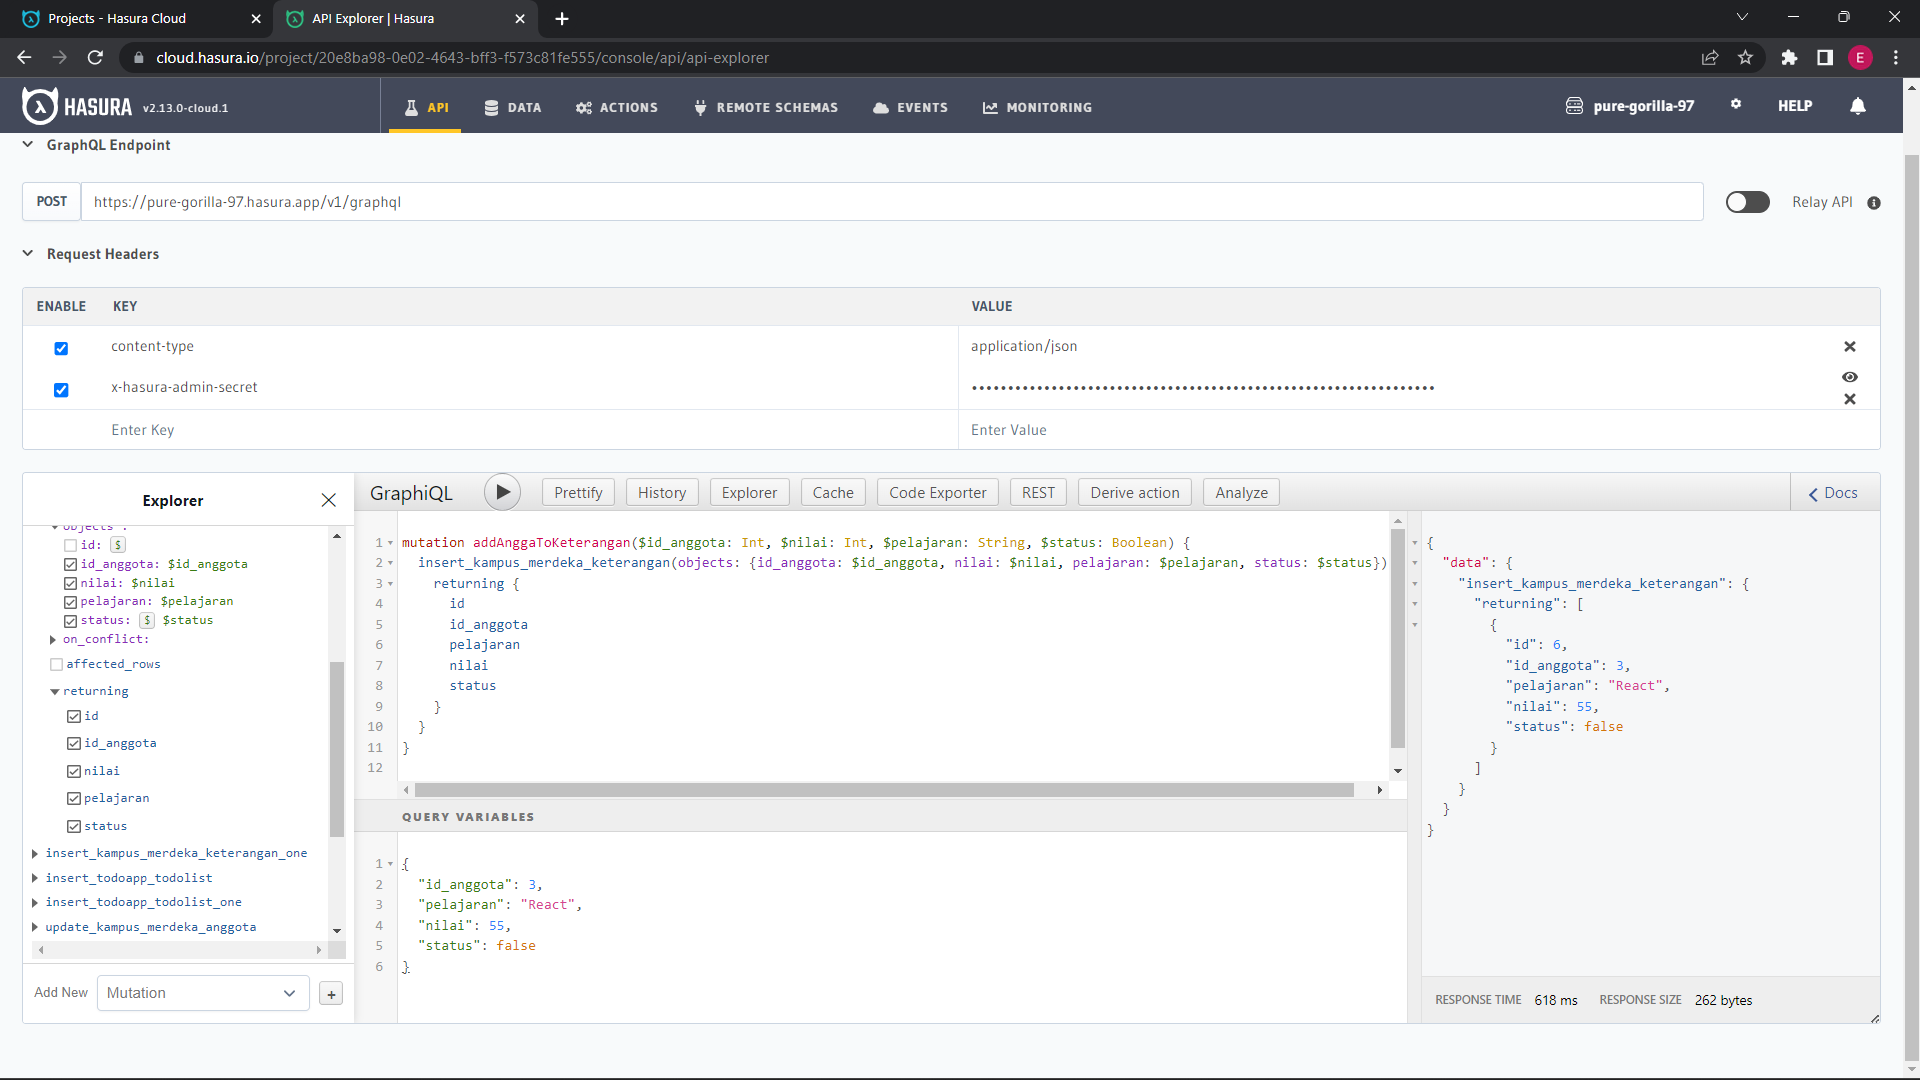 Projects - Hasura Cloud
API Explorer | Hasura
cloud.hasura.io/project/20e8ba98-0e02-4643-bff3-f573c81fe555/console/api/api-explorer
E
HASURA v2.13.0-cloud.1
API
DATA
ACTIONS
REMOTE SCHEMAS
EVENTS
MONITORING
pure-gorilla-97
HELP
GraphQL Endpoint
POST https://pure-gorilla-97.hasura.app/v1/graphql
Relay API
Request Headers
ENABLE KEY VALUE
content-type application/json
x-hasura-admin-secret ••••••••••••••••••••••••••••••••••••••••••••••••••••••••••••••••
Enter Key Enter Value
Explorer
objects*:
id: $
id_anggota: $id_anggota
nilai: $nilai
pelajaran: $pelajaran
status: $ $status
on_conflict:
affected_rows
returning
id
id_anggota
nilai
pelajaran
status
insert_kampus_merdeka_keterangan_one
insert_todoapp_todolist
insert_todoapp_todolist_one
update_kampus_merdeka_anggota
Add New Mutation +
GraphiQL
Prettify
History
Explorer
Cache
Code Exporter
REST
Derive action
Analyze
Docs
1 mutation addAnggaToKeterangan($id_anggota: Int, $nilai: Int, $pelajaran: String, $status: Boolean) {
2 insert_kampus_merdeka_keterangan(objects: {id_anggota: $id_anggota, nilai: $nilai, pelajaran: $pelajaran, status: $status})
3 returning {
4 id
5 id_anggota
6 pelajaran
7 nilai
8 status
9 }
10 }
11 }
12
QUERY VARIABLES
1 {
2 "id_anggota": 3,
3 "pelajaran": "React",
4 "nilai": 55,
5 "status": false
6 }
{
"data": {
"insert_kampus_merdeka_keterangan": {
"returning": [
{
"id": 6,
"id_anggota": 3,
"pelajaran": "React",
"nilai": 55,
"status": false
}
]
}
}
}
RESPONSE TIME 618 ms RESPONSE SIZE 262 bytes